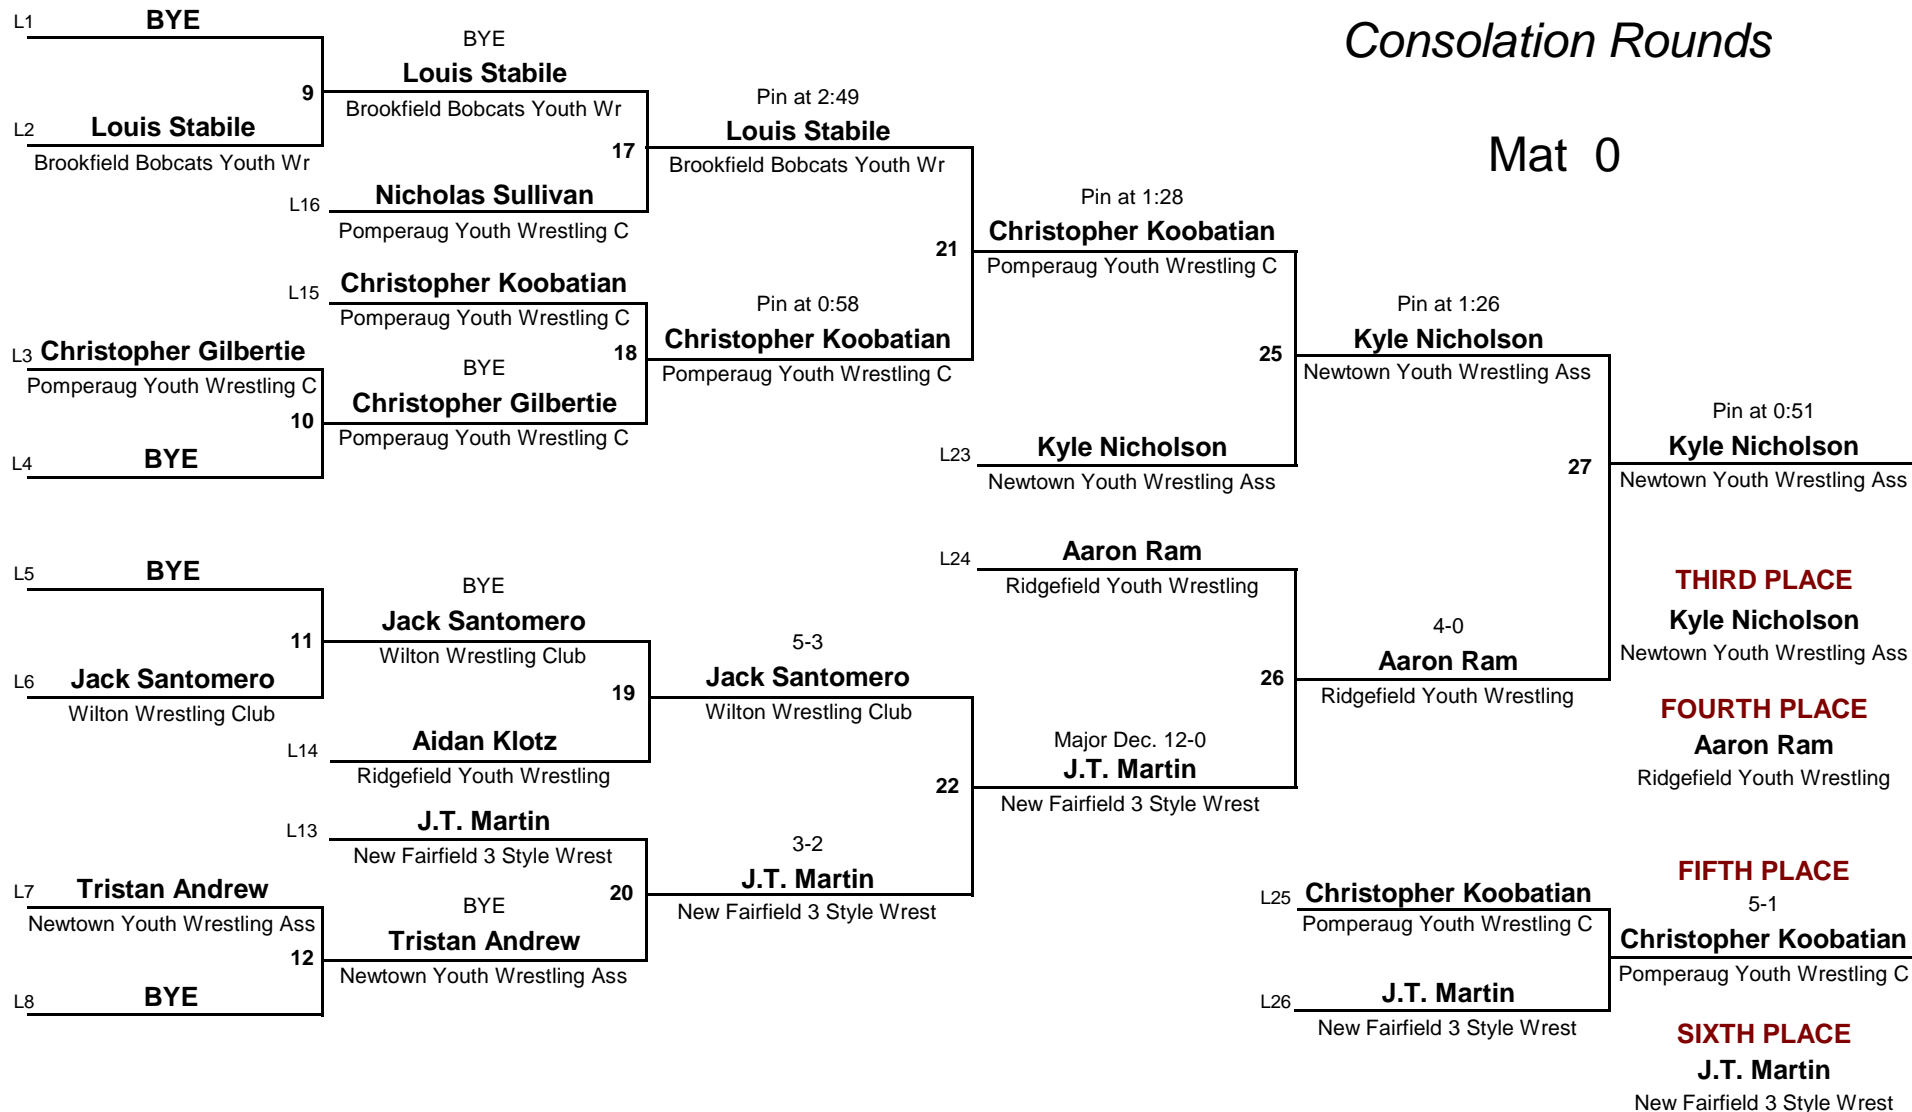 Consolation Rounds
Mat 0
L1 BYE
L2 Louis Stabile
Brookfield Bobcats Youth Wr
9
BYE
Louis Stabile
Brookfield Bobcats Youth Wr
17
L16 Nicholas Sullivan
Pomperaug Youth Wrestling C
L15 Christopher Koobatian
Pomperaug Youth Wrestling C
L3 Christopher Gilbertie
Pomperaug Youth Wrestling C
10
L4 BYE
BYE
Christopher Gilbertie
Pomperaug Youth Wrestling C
18
Pin at 2:49
Louis Stabile
Brookfield Bobcats Youth Wr
21
Pin at 0:58
Christopher Koobatian
Pomperaug Youth Wrestling C
Pin at 1:28
Christopher Koobatian
Pomperaug Youth Wrestling C
25
L23 Kyle Nicholson
Newtown Youth Wrestling Ass
Pin at 1:26
Kyle Nicholson
Newtown Youth Wrestling Ass
27
Pin at 0:51
Kyle Nicholson
Newtown Youth Wrestling Ass
L5 BYE
L6 Jack Santomero
Wilton Wrestling Club
11
BYE
Jack Santomero
Wilton Wrestling Club
19
L14 Aidan Klotz
Ridgefield Youth Wrestling
L13 J.T. Martin
New Fairfield 3 Style Wrest
L7 Tristan Andrew
Newtown Youth Wrestling Ass
12
L8 BYE
BYE
Tristan Andrew
Newtown Youth Wrestling Ass
20
5-3
Jack Santomero
Wilton Wrestling Club
22
3-2
J.T. Martin
New Fairfield 3 Style Wrest
L24 Aaron Ram
Ridgefield Youth Wrestling
26
Major Dec. 12-0
J.T. Martin
New Fairfield 3 Style Wrest
4-0
Aaron Ram
Ridgefield Youth Wrestling
THIRD PLACE
Kyle Nicholson
Newtown Youth Wrestling Ass
FOURTH PLACE
Aaron Ram
Ridgefield Youth Wrestling
L25 Christopher Koobatian
Pomperaug Youth Wrestling C
L26 J.T. Martin
New Fairfield 3 Style Wrest
FIFTH PLACE
5-1
Christopher Koobatian
Pomperaug Youth Wrestling C
SIXTH PLACE
J.T. Martin
New Fairfield 3 Style Wrest